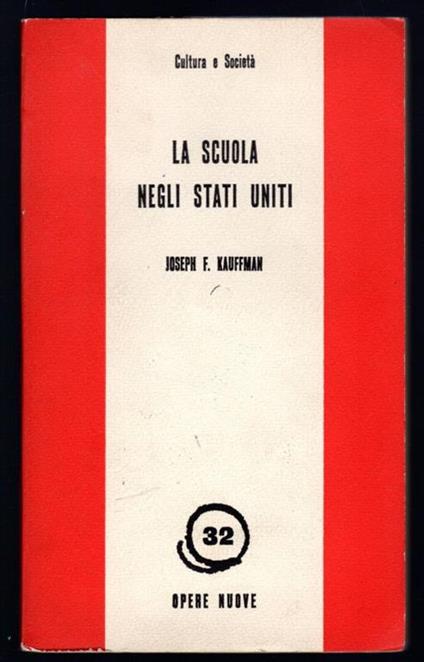 Cultura e Società
LA SCUOLA
NEGLI STATI UNITI
JOSEPH F. KAUFFMAN
32
OPERE NUOVE